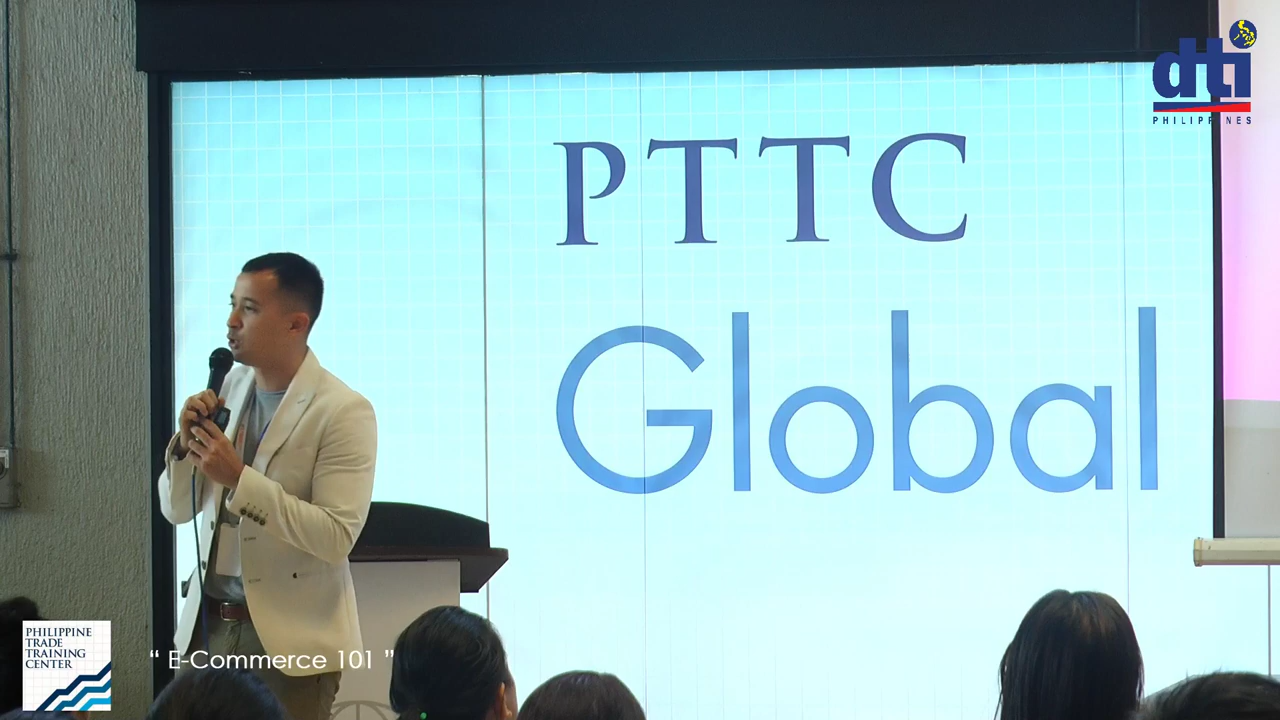 dti
PHILIPPINES
PTTC
Global
PHILIPPINE
TRADE
TRAINING
CENTER
“ E-Commerce 101 ”